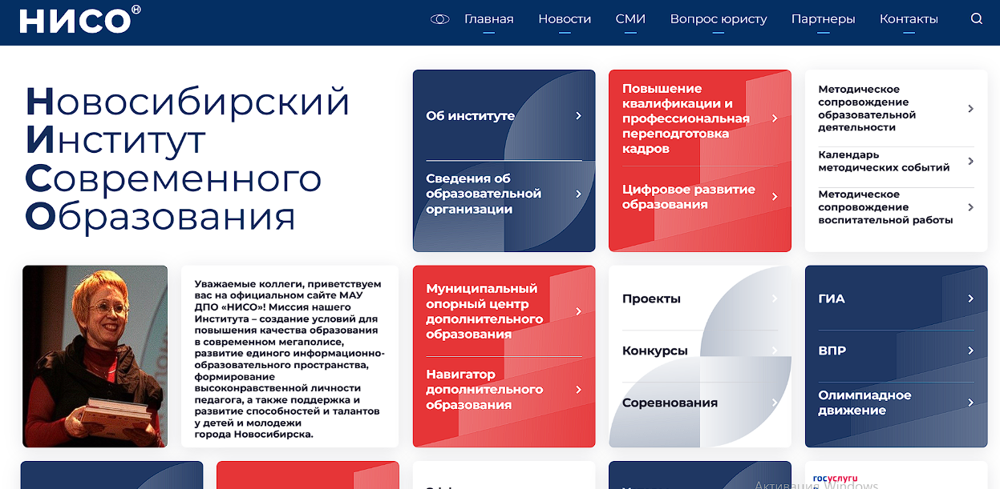 НИСО
Главная
Новости
СМИ
Вопрос юристу
Партнеры
Контакты
Новосибирский
Институт
Современного
Образования
Об институте
Сведения об
образовательной
организации
Повышение
квалификации и
профессиональная
переподготовка
кадров
Цифровое развитие
образования
Методическое
сопровождение
образовательной
деятельности
Календарь
методических событий
Методическое
сопровождение
воспитательной работы
Уважаемые коллеги, приветствуем
вас на официальном сайте МАУ
ДПО «НИСО»! Миссия нашего
Института – создание условий для
повышения качества образования
в современном мегаполисе,
развитие единого информационно-
образовательного пространства,
формирование
высоконравственной личности
педагога, а также поддержка и
развитие способностей и талантов
у детей и молодежи
города Новосибирска.
Муниципальный
опорный центр
дополнительного
образования
Навигатор
дополнительного
образования
Проекты
Конкурсы
Соревнования
ГИА
ВПР
Олимпиадное
движение
госуслуги
Активация Windows